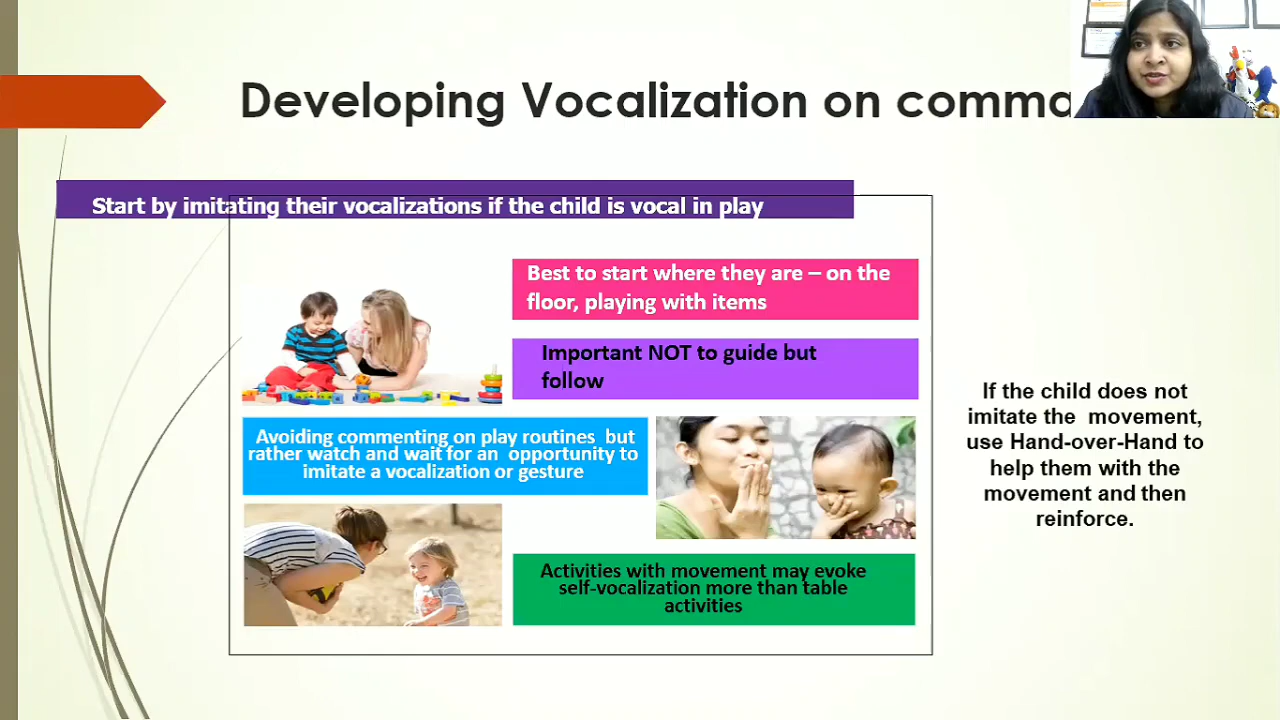 Developing Vocalization on comma
Start by imitating their vocalizations if the child is vocal in play
Best to start where they are – on the
floor, playing with items
Important NOT to guide but
follow
Avoiding commenting on play routines but
rather watch and wait for an opportunity to
imitate a vocalization or gesture
Activities with movement may evoke
self-vocalization more than table
activities
If the child does not
imitate the movement,
use Hand-over-Hand to
help them with the
movement and then
reinforce.